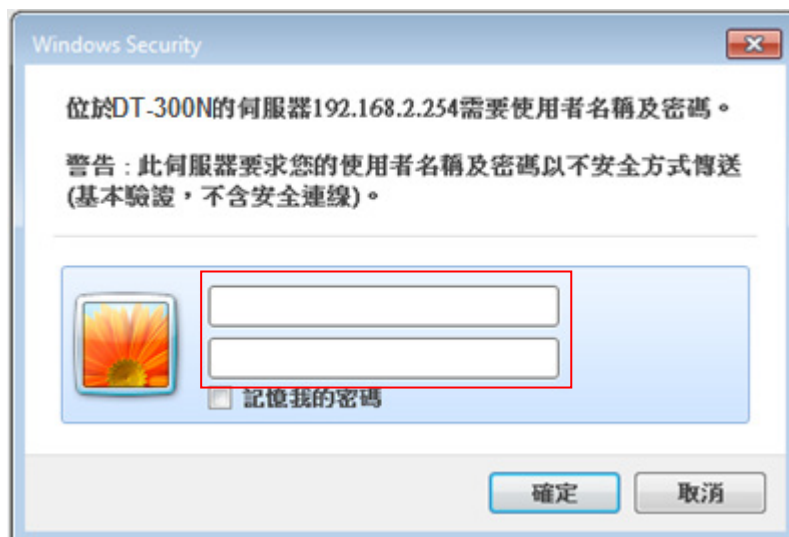 Windows Security
位於DT-300N的伺服器192.168.2.254需要使用者名稱及密碼。
警告：此伺服器要求您的使用者名稱及密碼以不安全方式傳送
(基本驗證，不含安全連線)。
記憶我的密碼
確定
取消